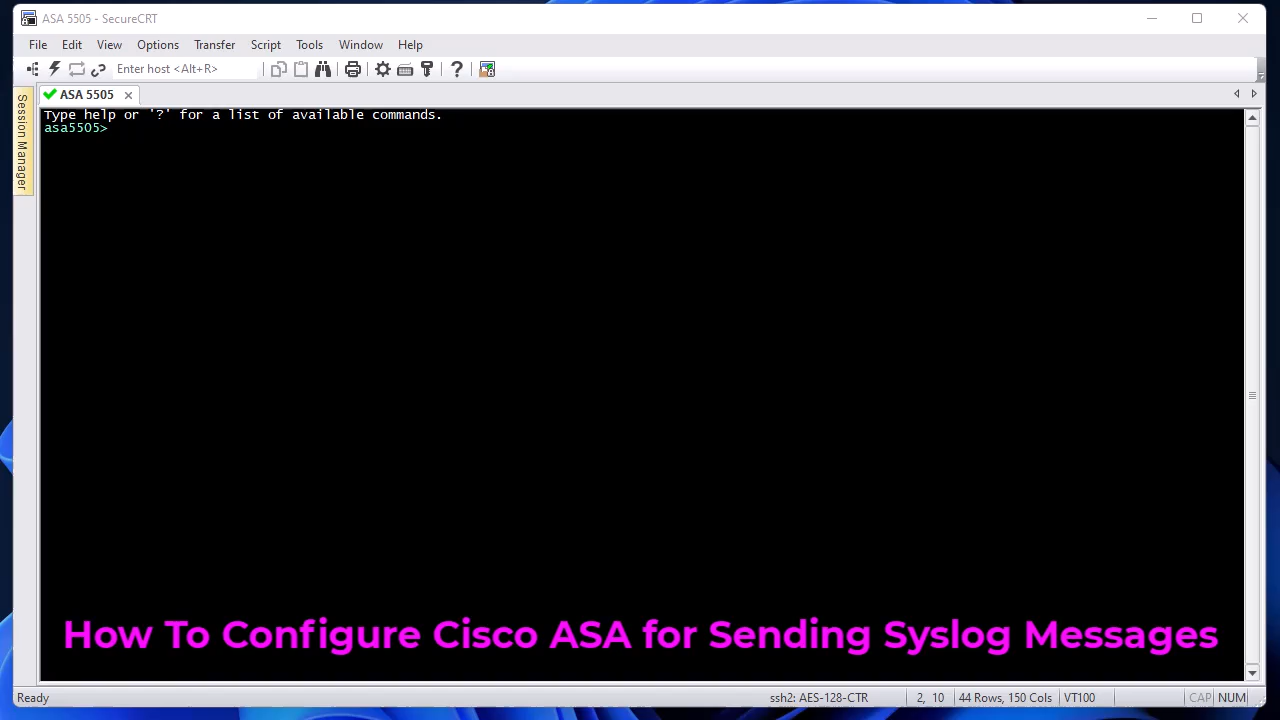 ASA 5505 - SecureCRT
File Edit View Options Transfer Script Tools Window Help
Enter host <Alt+R>
ASA 5505
Session Manager
Type help or '?' for a list of available commands.
asa5505>
How To Configure Cisco ASA for Sending Syslog Messages
Ready ssh2: AES-128-CTR 2, 10 44 Rows, 150 Cols VT100 CAP NUM